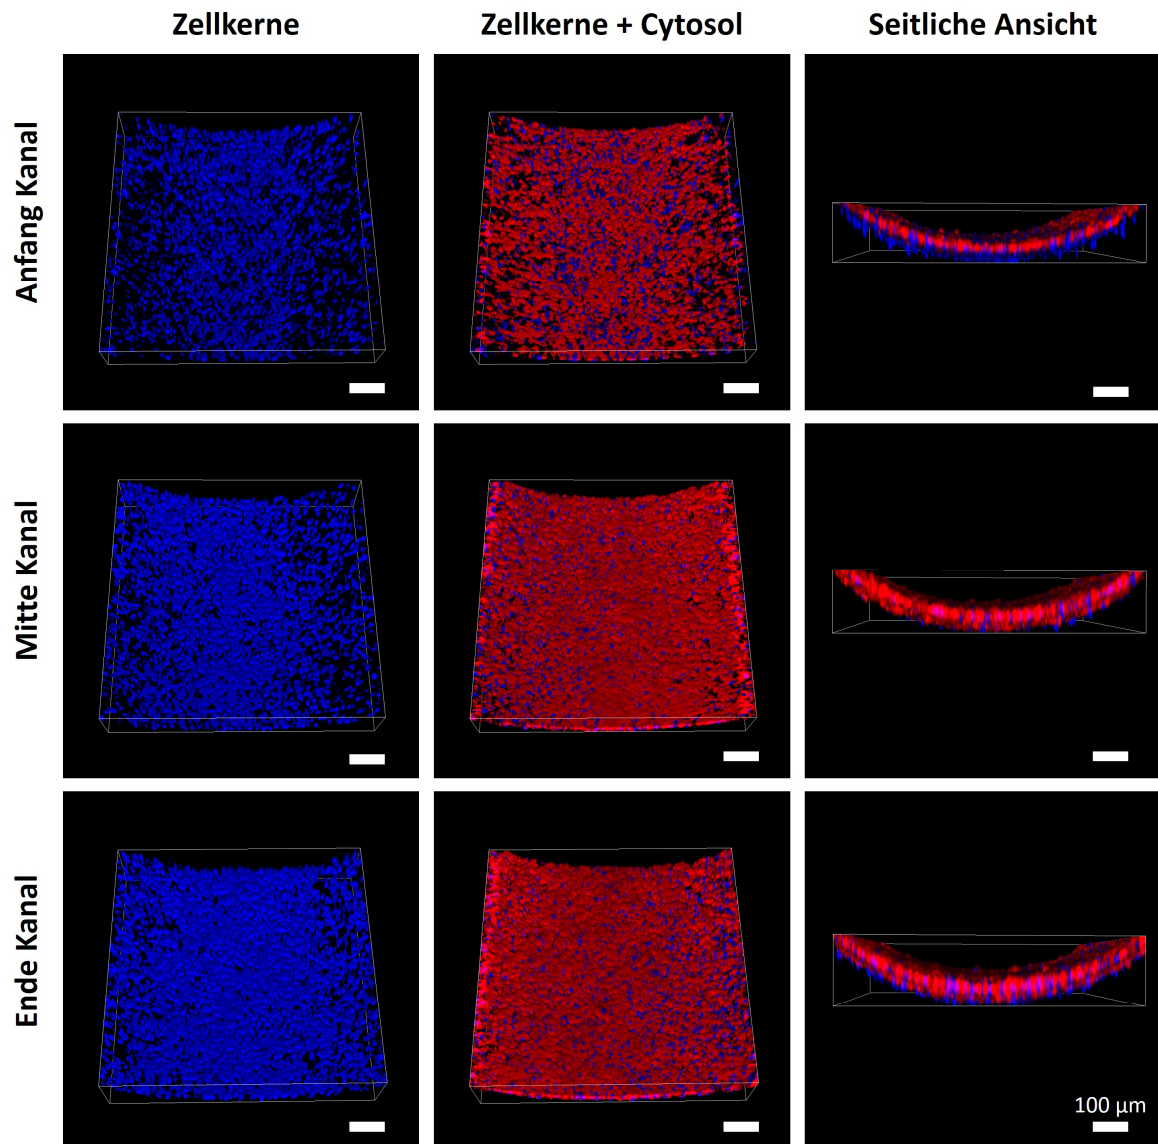 Zellkerne
Zellkerne + Cytosol
Seitliche Ansicht
Anfang Kanal
Mitte Kanal
Ende Kanal
100 µm